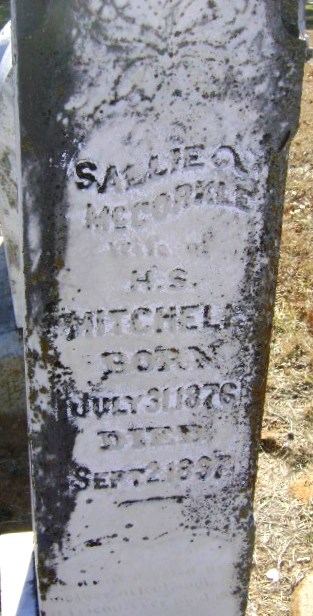 SALLIE Q
MCCORKLE
wife of
H.S.
MITCHELL
BORN
JULY 31, 1876
DIED
SEPT. 2, 1897